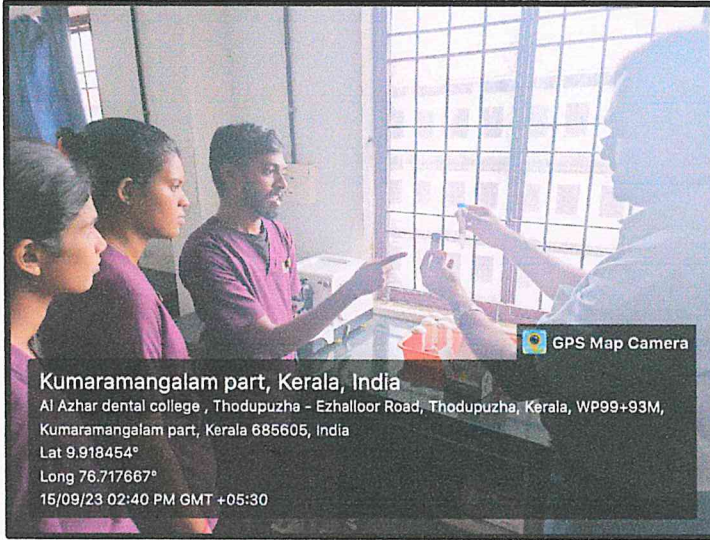 GPS Map Camera
Kumaramangalam part, Kerala, India
Al Azhar dental college , Thodupuzha - Ezhalloor Road, Thodupuzha, Kerala, WP99+93M,
Kumaramangalam part, Kerala 685605, India
Lat 9.918454°
Long 76.717667°
15/09/23 02:40 PM GMT +05:30